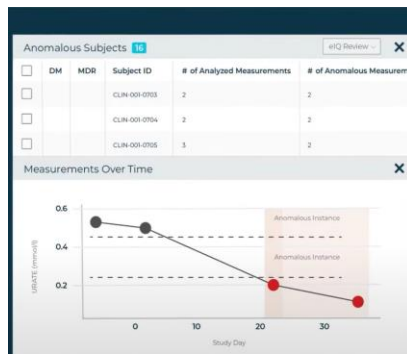 Anomalous Subjects 16 eIQ Review
DM MDR Subject ID # of Analyzed Measurements # of Anomalous Measurem
CLIN-001-0703 2 2
CLIN-001-0704 2 2
CLIN-001-0705 3 2
Measurements Over Time
0.6
Anomalous Instance
0.4
Anomalous Instance
URATE (mmol/l)
0.2
0 10 20 30
Study Day